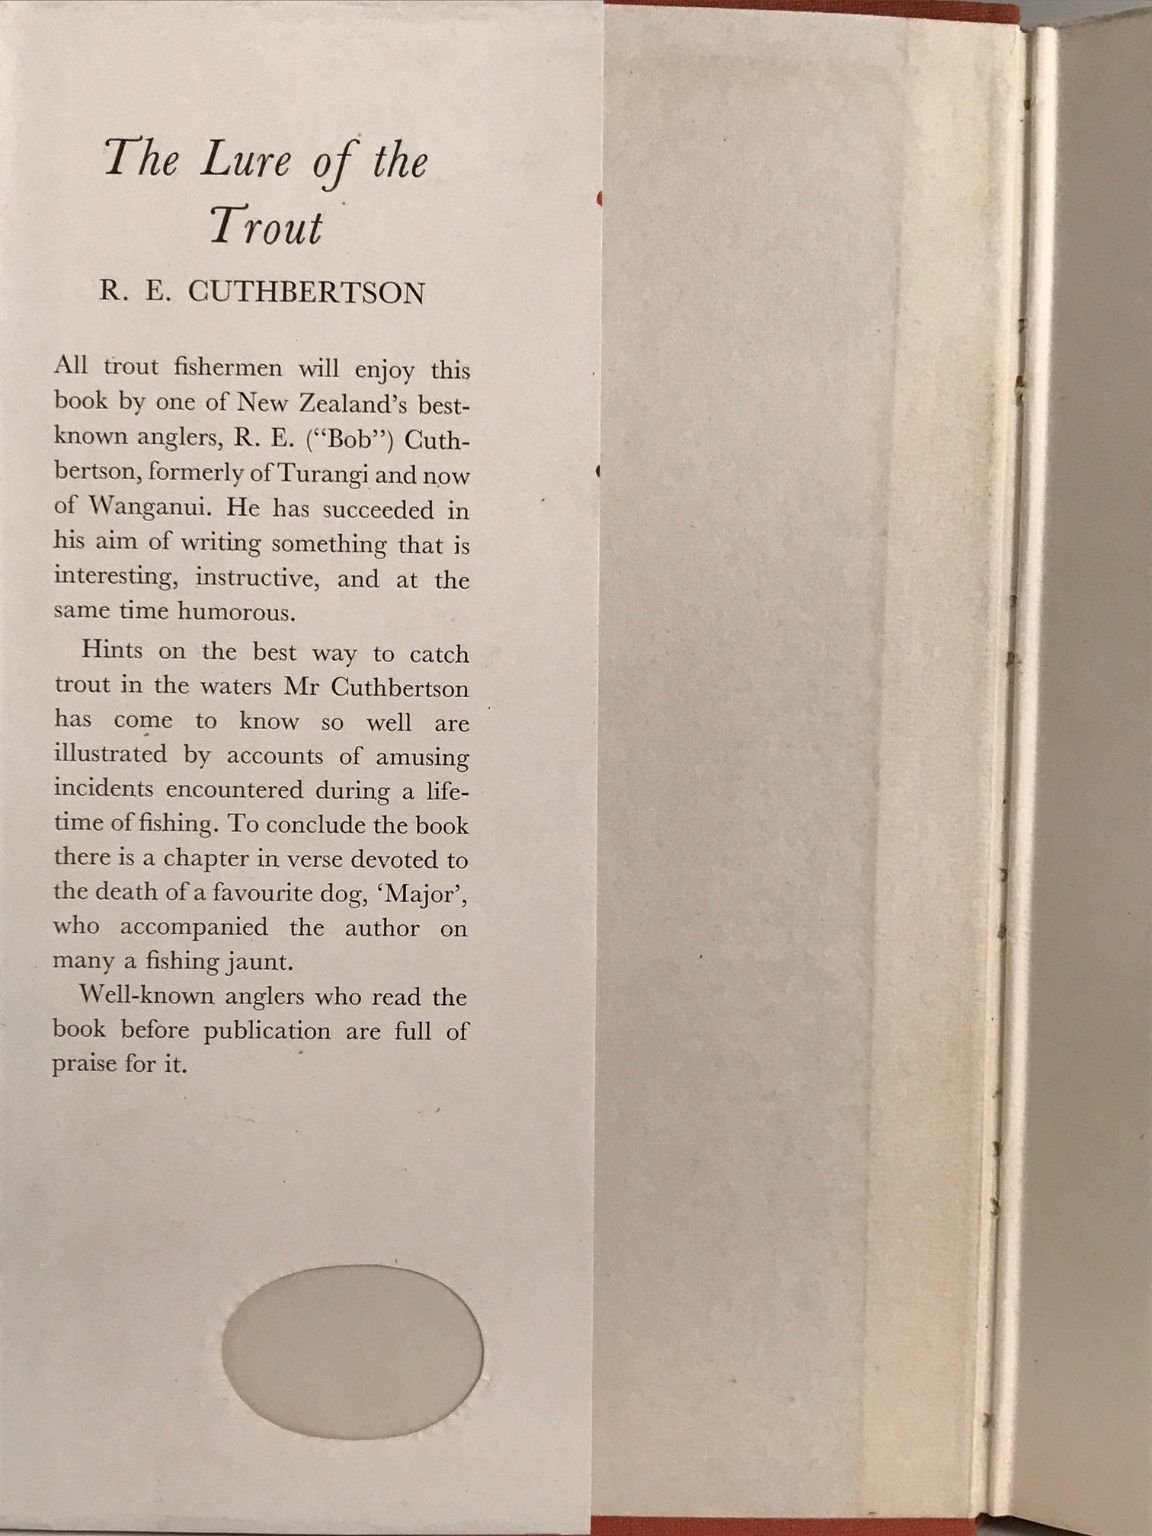 The Lure of the
Trout
R. E. CUTHBERTSON
All trout fishermen will enjoy this
book by one of New Zealand's best-
known anglers, R. E. (“Bob”) Cuth-
bertson, formerly of Turangi and now
of Wanganui. He has succeeded in
his aim of writing something that is
interesting, instructive, and at the
same time humorous.
Hints on the best way to catch
trout in the waters Mr Cuthbertson
has come to know so well are
illustrated by accounts of amusing
incidents encountered during a life-
time of fishing. To conclude the book
there is a chapter in verse devoted to
the death of a favourite dog, ‘Major’,
who accompanied the author on
many a fishing jaunt.
Well-known anglers who read the
book before publication are full of
praise for it.